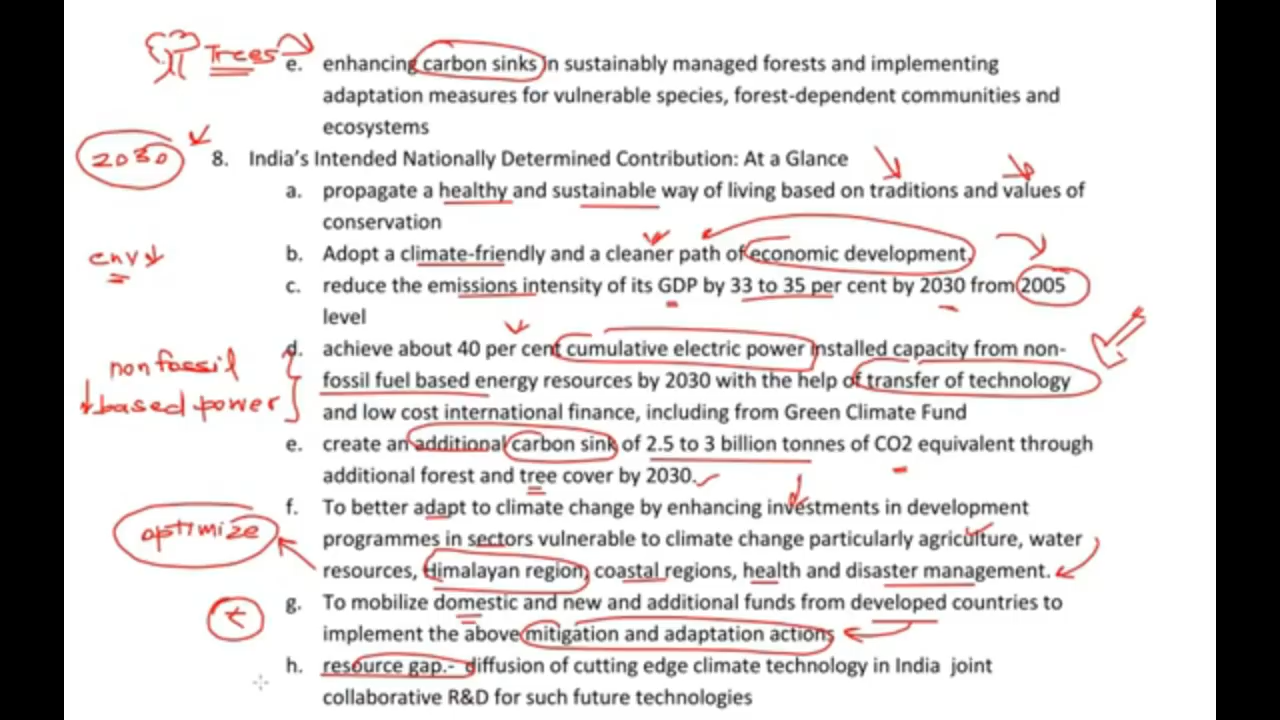 Trees
e. enhancing carbon sinks in sustainably managed forests and implementing
adaptation measures for vulnerable species, forest-dependent communities and
ecosystems
2030
8. India's Intended Nationally Determined Contribution: At a Glance
a. propagate a healthy and sustainable way of living based on traditions and values of
conservation
env
b. Adopt a climate-friendly and a cleaner path of economic development,
c. reduce the emissions intensity of its GDP by 33 to 35 per cent by 2030 from 2005
level
d. achieve about 40 per cent cumulative electric power installed capacity from non-
non fossil
fossil fuel based energy resources by 2030 with the help of transfer of technology
based power
and low cost international finance, including from Green Climate Fund
e. create an additional carbon sink of 2.5 to 3 billion tonnes of CO2 equivalent through
additional forest and tree cover by 2030.
f. To better adapt to climate change by enhancing investments in development
optimize
programmes in sectors vulnerable to climate change particularly agriculture, water
resources, Himalayan region, coastal regions, health and disaster management.
g. To mobilize domestic and new and additional funds from developed countries to
implement the above mitigation and adaptation actions
h. resource gap.- diffusion of cutting edge climate technology in India joint
collaborative R&D for such future technologies